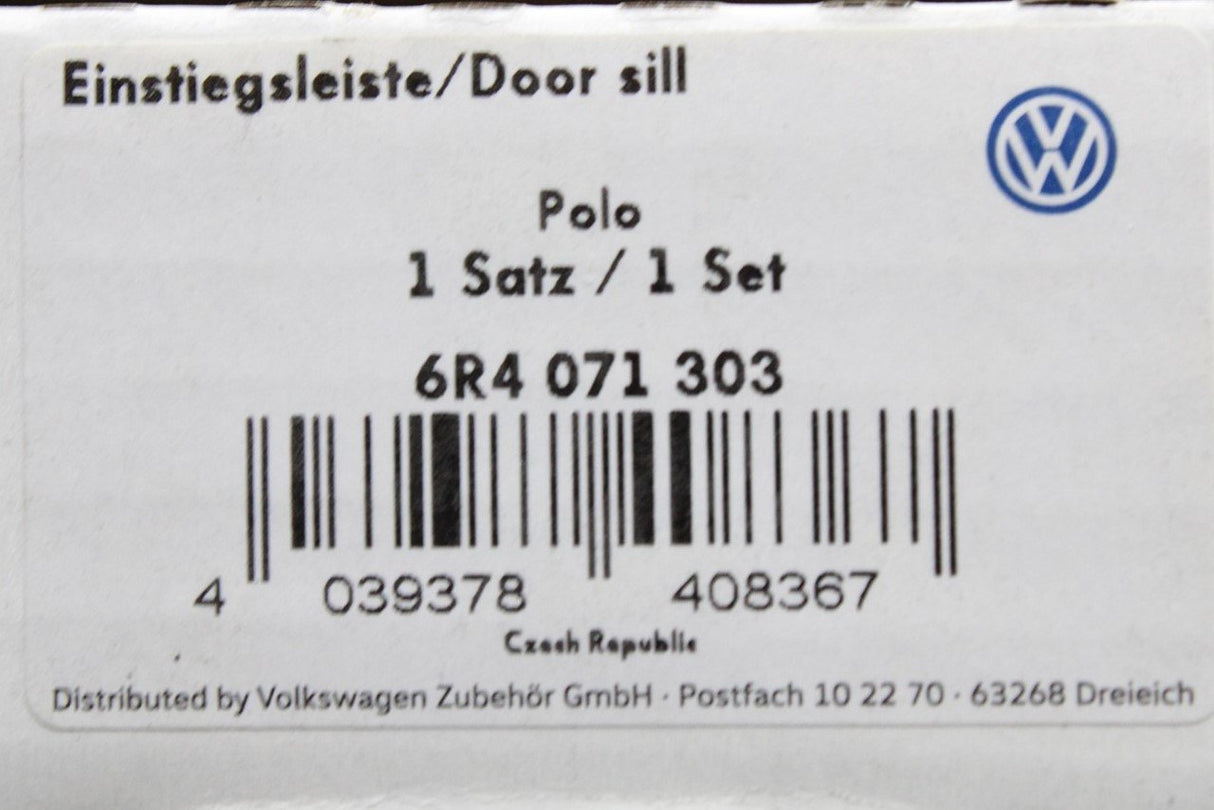 Einstiegsleiste/Door sill
Polo
1 Satz / 1 Set
6R4 071 303
4 039378 408367
Czech Republic
Distributed by Volkswagen Zubehör GmbH · Postfach 10 22 70 · 63268 Dreieich